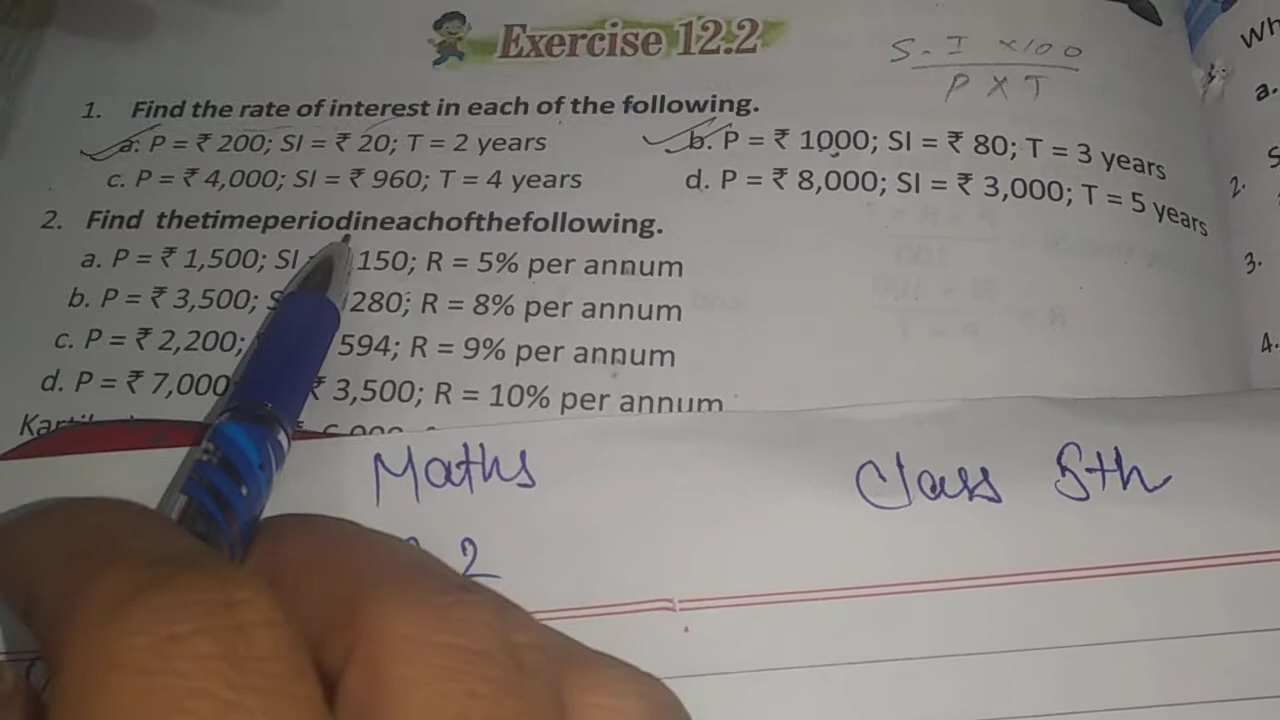 Exercise 12.2
S.I ×100
P × T
1. Find the rate of interest in each of the following.
a. P = ₹ 200; SI = ₹ 20; T = 2 years
b. P = ₹ 1000; SI = ₹ 80; T = 3 years
c. P = ₹ 4,000; SI = ₹ 960; T = 4 years
d. P = ₹ 8,000; SI = ₹ 3,000; T = 5 years
2. Find thetimeperiodineachofthefollowing.
a. P = ₹ 1,500; SI 150; R = 5% per annum
b. P = ₹ 3,500; 280; R = 8% per annum
c. P = ₹ 2,200; 594; R = 9% per annum
d. P = ₹ 7,000 ₹ 3,500; R = 10% per annum
Maths Class 5th
2
a.
2.
3.
4.